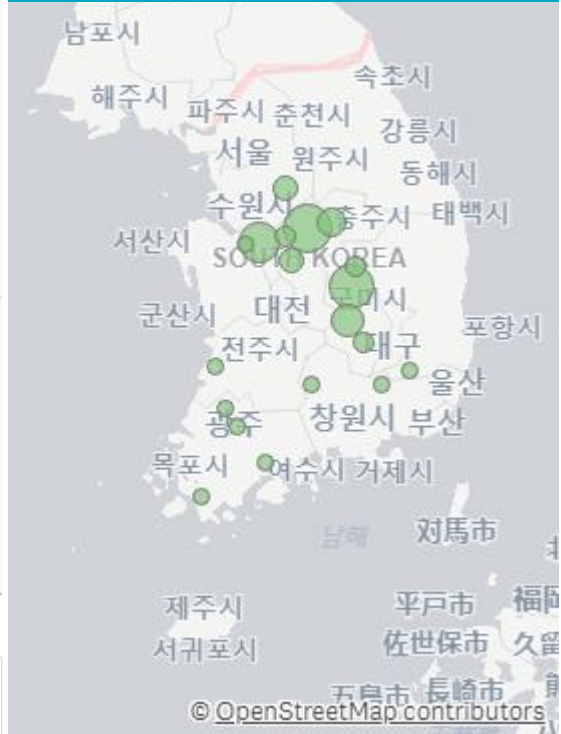 남포시
속초시
해주시
파주시 춘천시
강릉시
서울 원주시
동해시
수원시
충주시 태백시
서산시
SOUTH KOREA
대전 구미시
군산시
포항시
전주시 대구
울산
창원시 부산
광주
목포시 여수시 거제시
남해
対馬市
제주시 平戸市 福岡
서귀포시 佐世保市 久留
五島市 長崎市 熊
© OpenStreetMap contributors